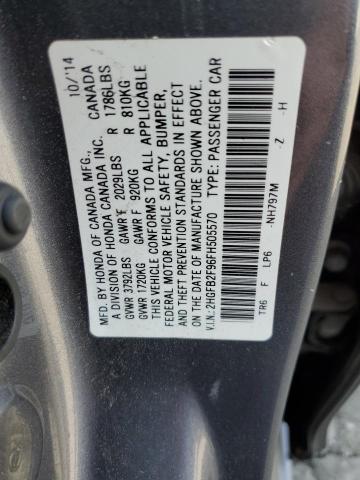 MFD. BY HONDA OF CANADA MFG., 10/'14
A DIVISION OF HONDA CANADA INC. CANADA
GVWR 3792LBS GAWR F 2029LBS R 1786LBS
GVWR 1720KG GAWR F 920KG R 810KG
THIS VEHICLE CONFORMS TO ALL APPLICABLE
FEDERAL MOTOR VEHICLE SAFETY, BUMPER,
AND THEFT PREVENTION STANDARDS IN EFFECT
ON THE DATE OF MANUFACTURE SHOWN ABOVE.
V.I.N.: 2HGFB2F96FH505570 TYPE: PASSENGER CAR
TR6 F LP6 -NH797M -Z -H